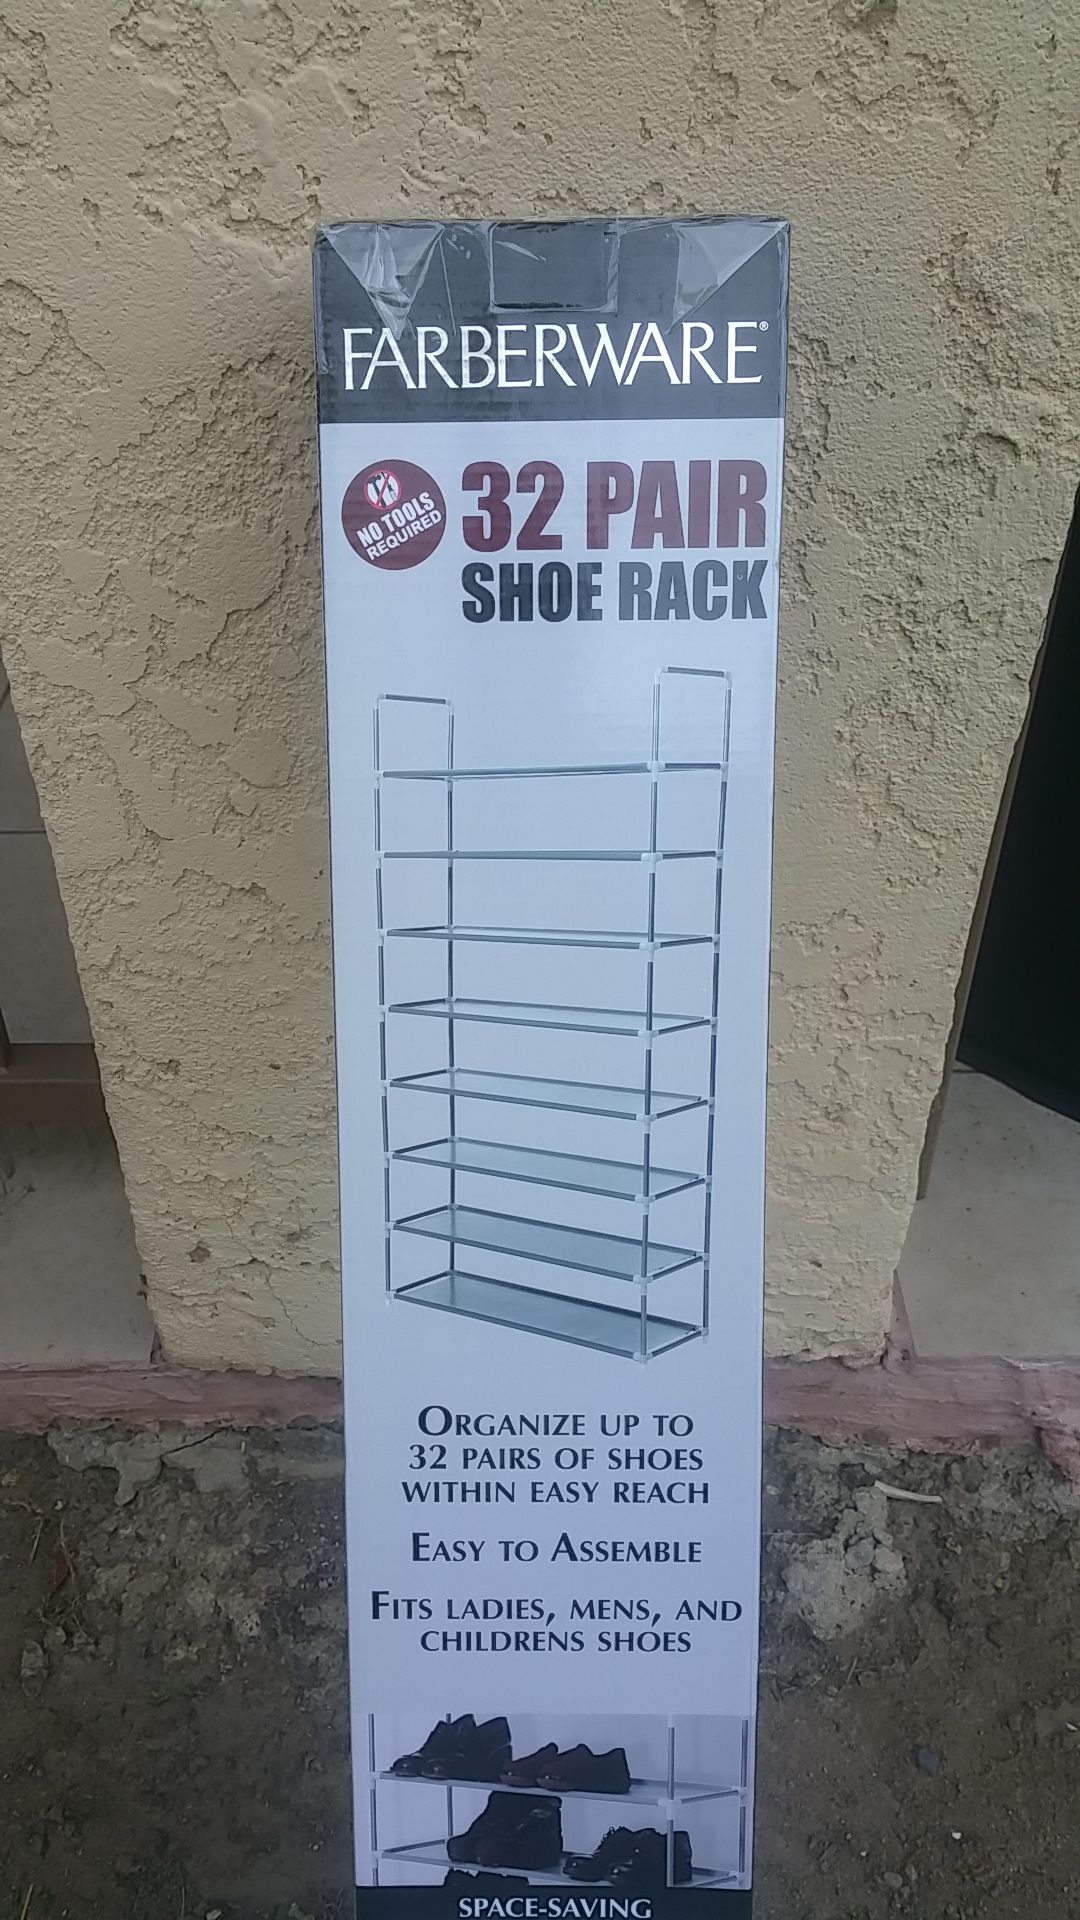 FARBERWARE®
NO TOOLS
REQUIRED
32 PAIR
SHOE RACK
ORGANIZE UP TO
32 PAIRS OF SHOES
WITHIN EASY REACH
EASY TO ASSEMBLE
FITS LADIES, MENS, AND
CHILDRENS SHOES
SPACE-SAVING